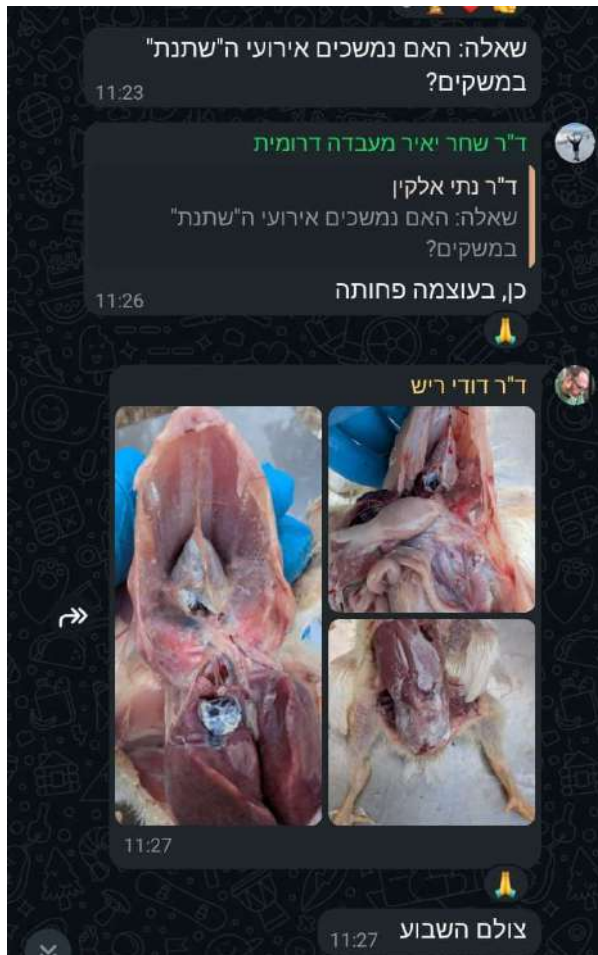 שאלה: האם נמשכים אירועי ה"שתנת"
במשקים?
11:23
ד"ר שחר יאיר מעבדה דרומית
ד"ר נתי אלקין
שאלה: האם נמשכים אירועי ה"שתנת"
במשקים?
כן, בעוצמה פחותה
11:26
ד"ר דודי ריש
11:27
צולם השבוע
11:27